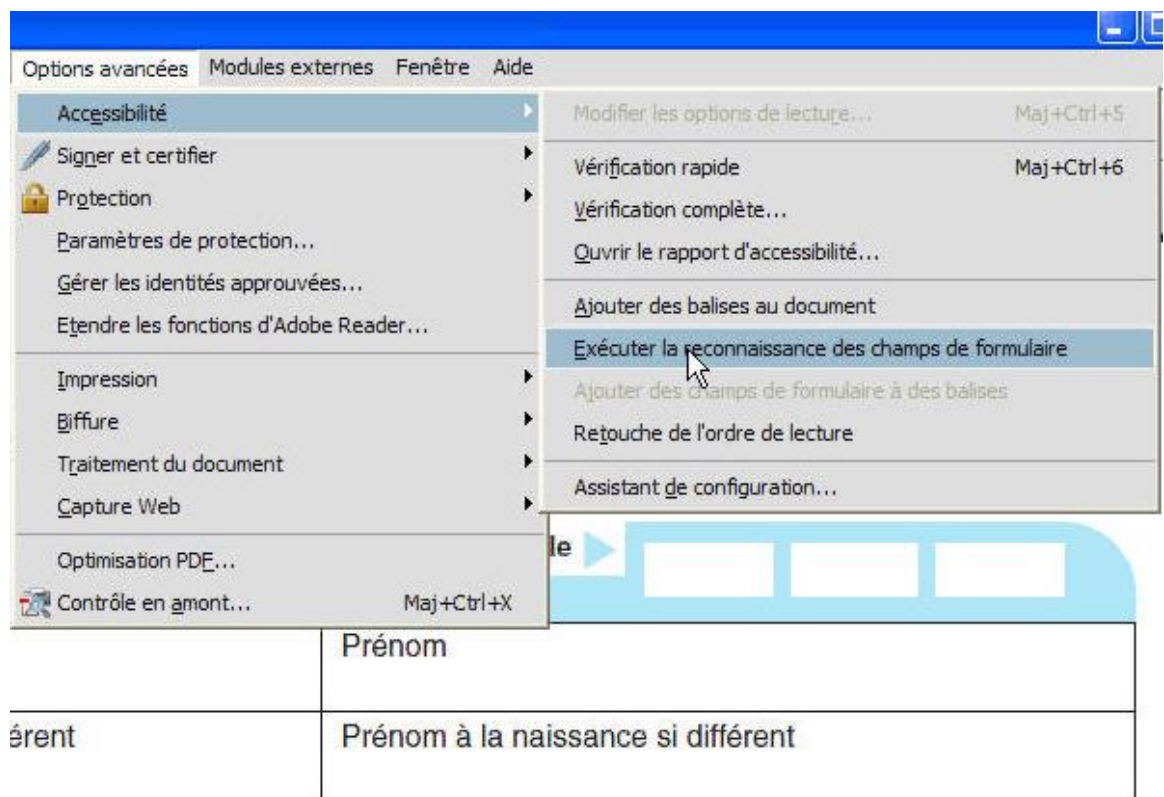 Options avancées Modules externes Fenêtre Aide
Accessibilité
Signer et certifier
Protection
Paramètres de protection...
Gérer les identités approuvées...
Etendre les fonctions d'Adobe Reader...
Impression
Biffure
Traitement du document
Capture Web
Optimisation PDF...
Contrôle en amont... Maj+Ctrl+X
Modifier les options de lecture... Maj+Ctrl+5
Vérification rapide Maj+Ctrl+6
Vérification complète...
Ouvrir le rapport d'accessibilité...
Ajouter des balises au document
Exécuter la reconnaissance des champs de formulaire
Ajouter des champs de formulaire à des balises
Retouche de l'ordre de lecture
Assistant de configuration...
le
Prénom
érent Prénom à la naissance si différent